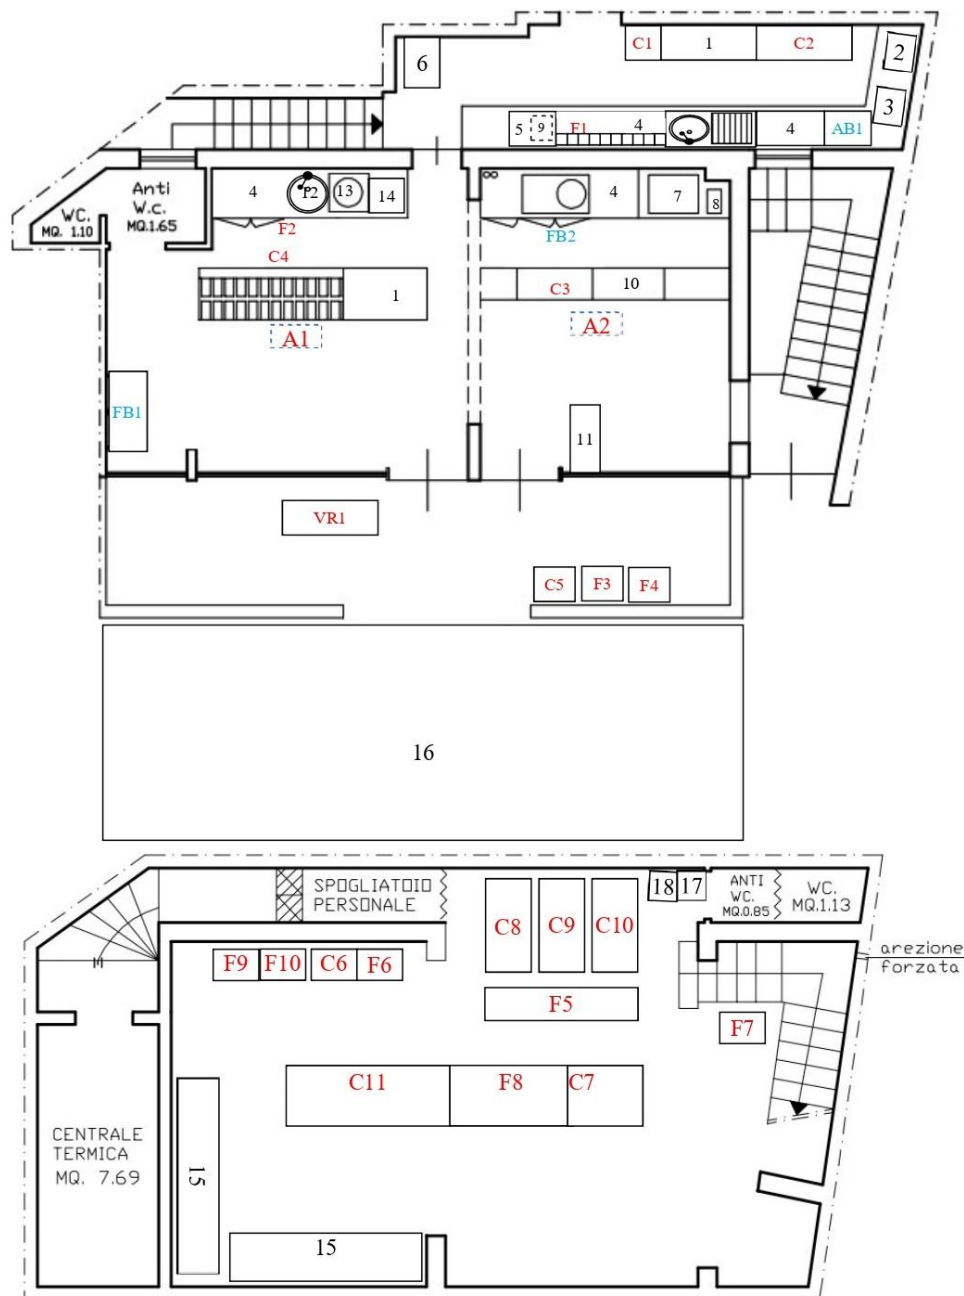 C1
1
C2
2
6
3
5
9
F1
4
4
AB1
Anti
W.c.
MQ.1.65
WC.
MQ. 1.10
4
12
13
14
4
7
8
F2
FB2
C4
1
C3
10
A1
A2
FB1
11
VR1
C5
F3
F4
16
SPOGLIATOIO
PERSONALE
18
17
ANTI
WC.
MQ.0.85
WC.
MQ.1.13
C8
C9
C10
arezione
forzata
F9
F10
C6
F6
F5
F7
C11
F8
C7
CENTRALE
TERMICA
MQ. 7.69
15
15